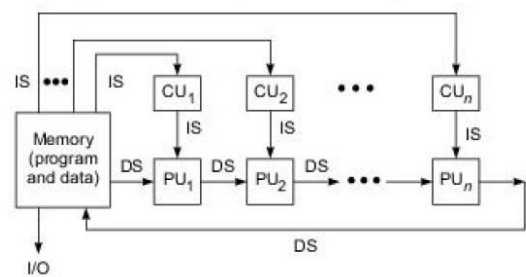 IS ••• IS
CU1 CU2 ••• CUn
IS IS IS
Memory
(program
and data)
DS DS DS
PU1 PU2 ••• PUn
DS
I/O